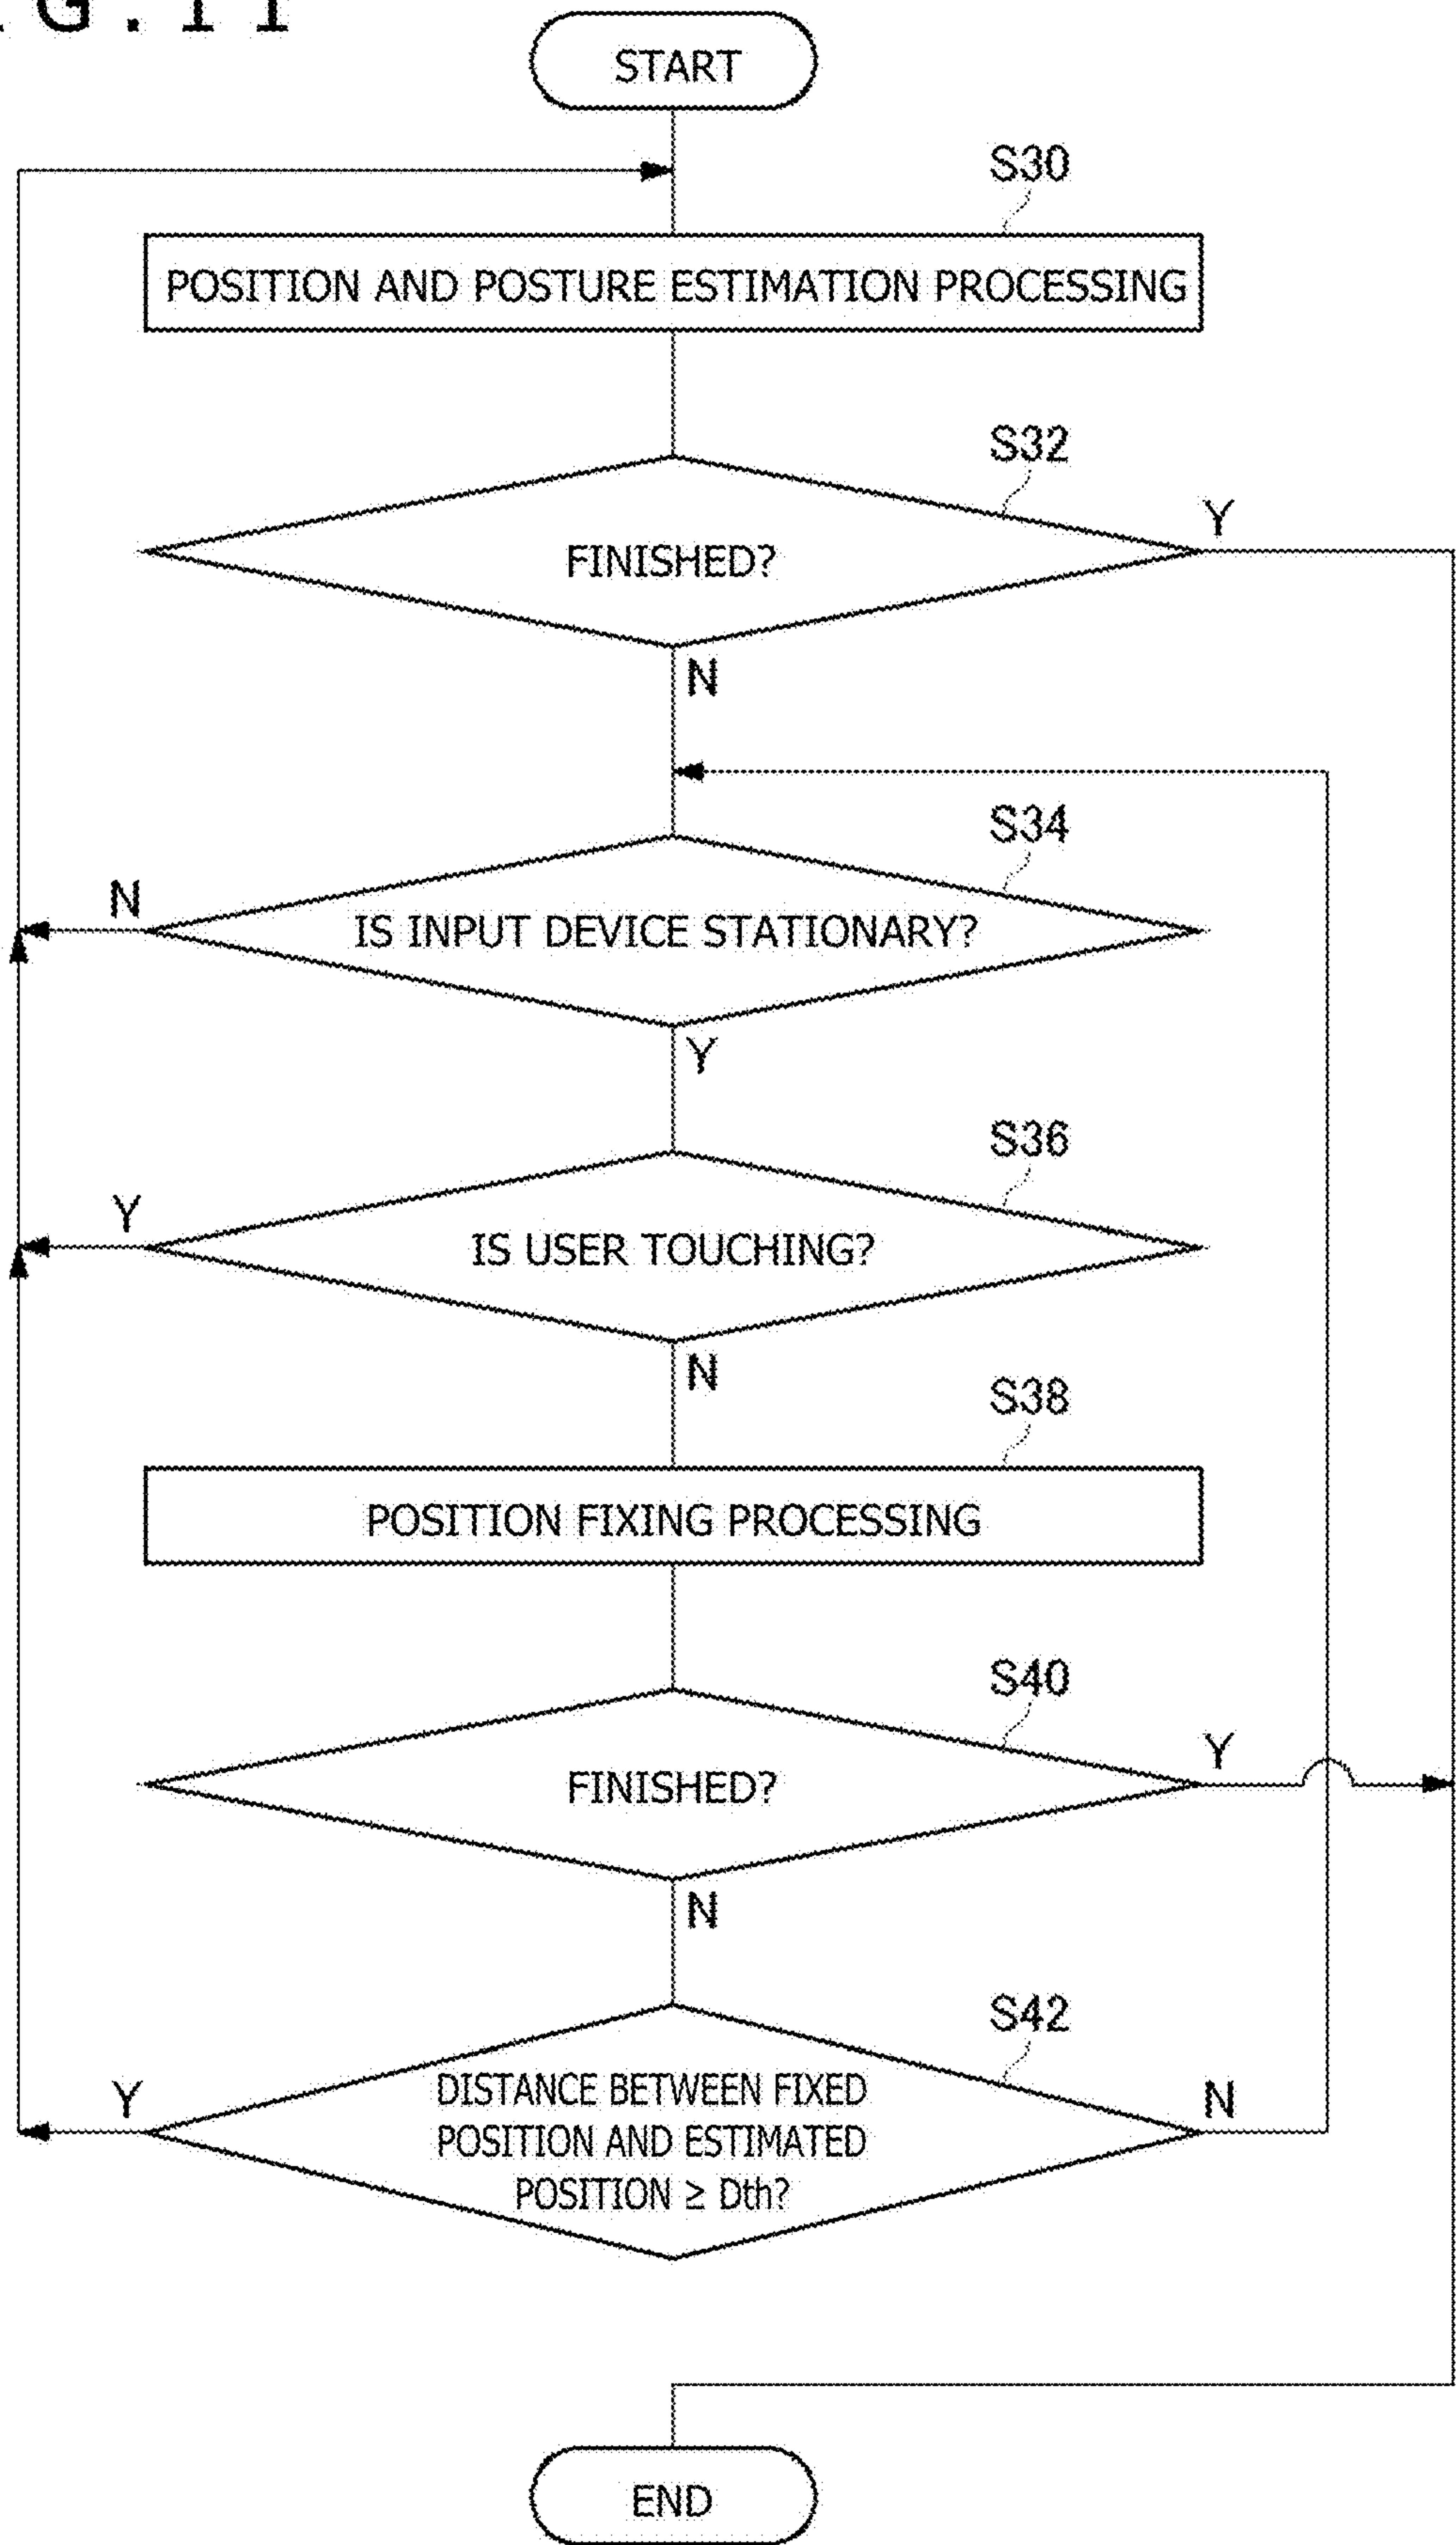 G.11
START
S30
POSITION AND POSTURE ESTIMATION PROCESSING
S32
FINISHED?
Y
N
S34
IS INPUT DEVICE STATIONARY?
N
Y
S36
IS USER TOUCHING?
Y
N
S38
POSITION FIXING PROCESSING
S40
FINISHED?
Y
N
S42
DISTANCE BETWEEN FIXED
POSITION AND ESTIMATED
POSITION ≥ Dth?
Y
N
END